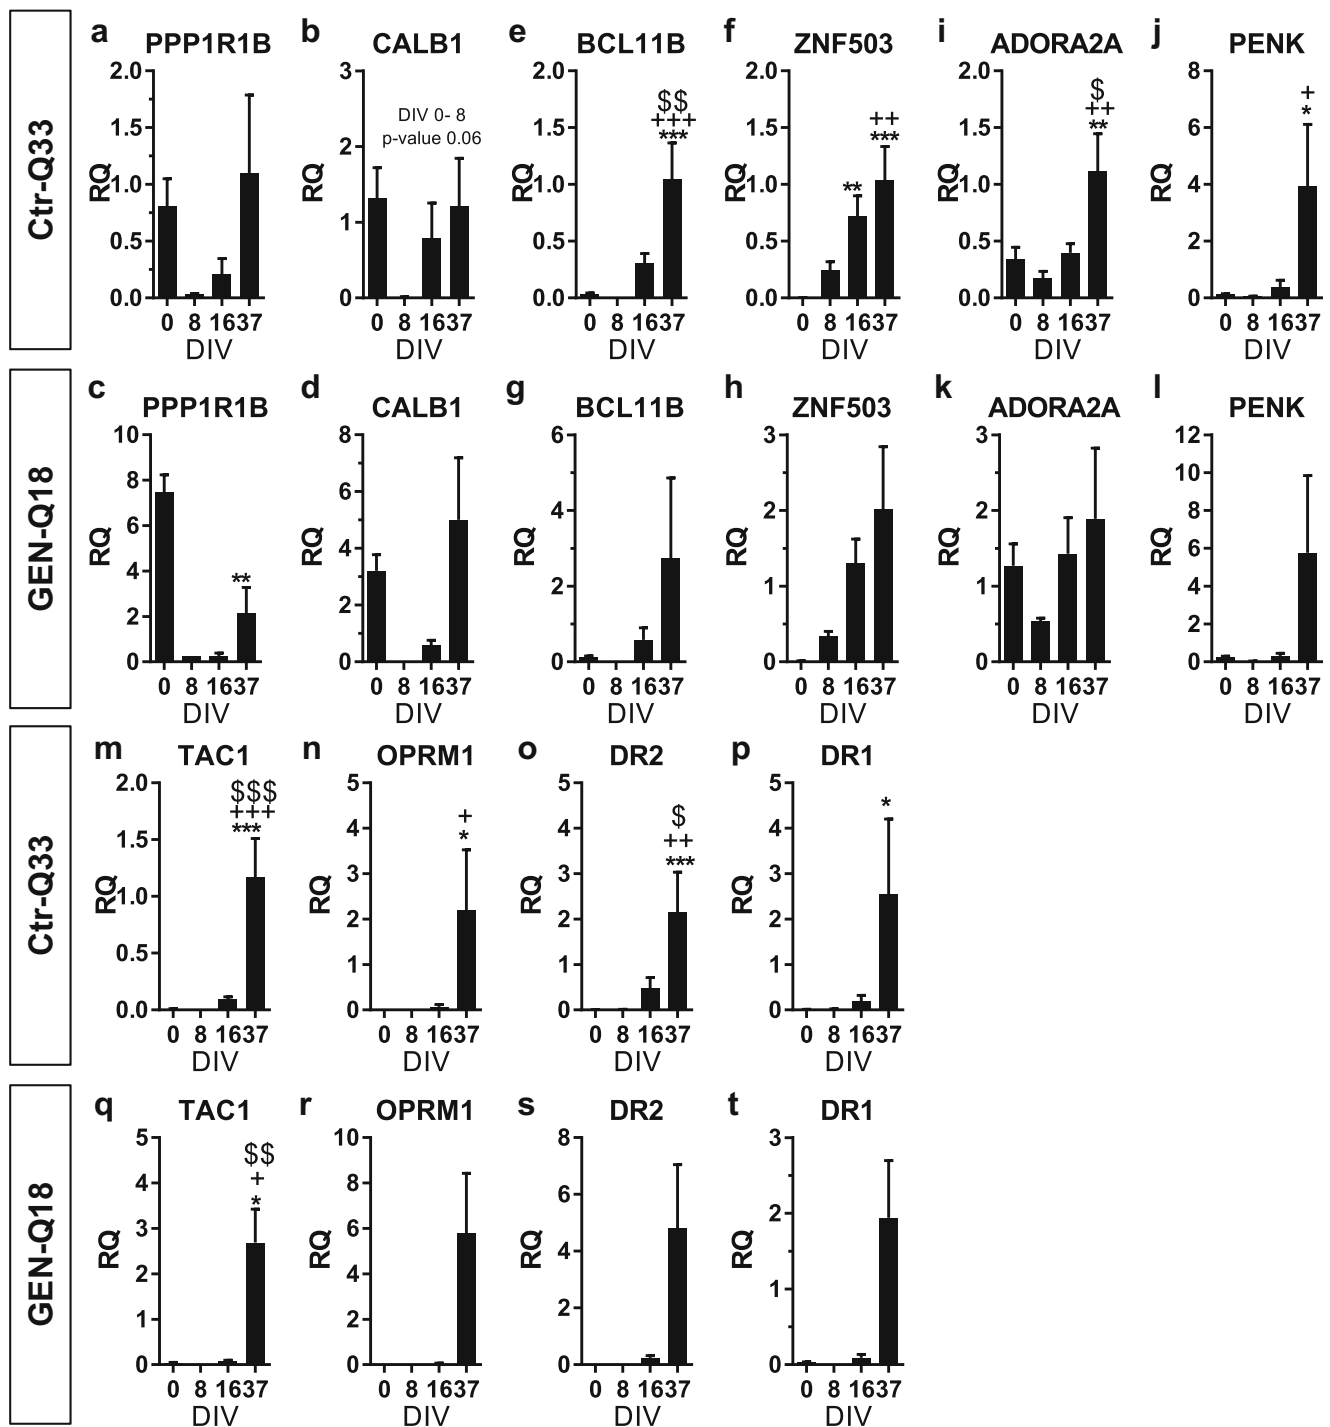 Ctr-Q33
a
PPP1R1B
2.0
1.5
1.0
0.5
0.0
RQ
0 8 1637
DIV
b
CALB1
3
2
1
0
RQ
DIV 0- 8
p-value 0.06
0 8 1637
DIV
e
BCL11B
2.0
1.5
1.0
0.5
0.0
RQ
$$
+++
***
0 8 1637
DIV
f
ZNF503
2.0
1.5
1.0
0.5
0.0
RQ
**
++
***
0 8 1637
DIV
i
ADORA2A
2.0
1.5
1.0
0.5
0.0
RQ
$
++
**
0 8 1637
DIV
j
PENK
8
6
4
2
0
RQ
+
*
0 8 1637
DIV
GEN-Q18
c
PPP1R1B
10
8
6
4
2
0
RQ
**
0 8 1637
DIV
d
CALB1
8
6
4
2
0
RQ
0 8 1637
DIV
g
BCL11B
6
4
2
0
RQ
0 8 1637
DIV
h
ZNF503
3
2
1
0
RQ
0 8 1637
DIV
k
ADORA2A
3
2
1
0
RQ
0 8 1637
DIV
l
PENK
12
10
8
6
4
2
0
RQ
0 8 1637
DIV
Ctr-Q33
m
TAC1
2.0
1.5
1.0
0.5
0.0
RQ
$$$
+++
***
0 8 1637
DIV
n
OPRM1
5
4
3
2
1
0
RQ
+
*
0 8 1637
DIV
o
DR2
5
4
3
2
1
0
RQ
$
++
***
0 8 1637
DIV
p
DR1
5
4
3
2
1
0
RQ
*
0 8 1637
DIV
GEN-Q18
q
TAC1
5
4
3
2
1
0
RQ
$$
+
*
0 8 1637
DIV
r
OPRM1
10
8
6
4
2
0
RQ
0 8 1637
DIV
s
DR2
8
6
4
2
0
RQ
0 8 1637
DIV
t
DR1
3
2
1
0
RQ
0 8 1637
DIV